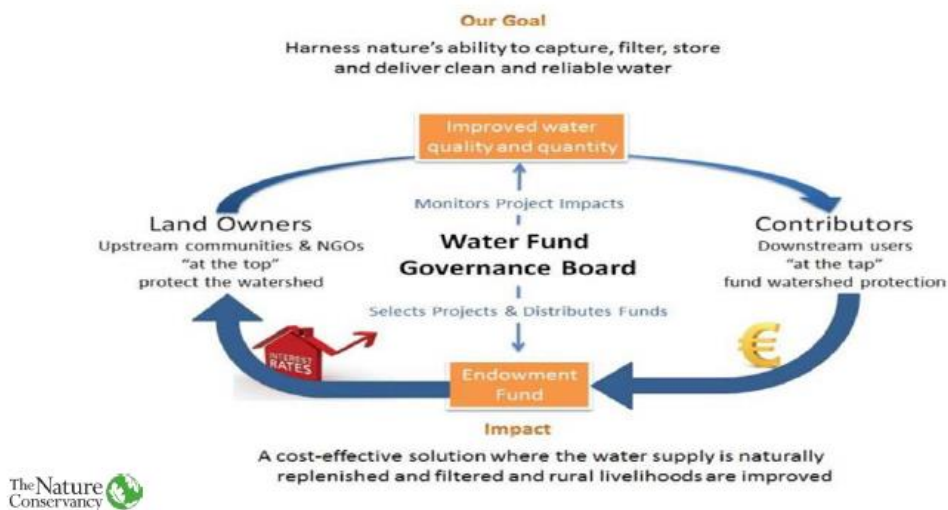 Our Goal
Harness nature's ability to capture, filter, store
and deliver clean and reliable water
Improved water
quality and quantity
Monitors Project Impacts
Land Owners
Upstream communities & NGOs
"at the top"
protect the watershed
Water Fund
Governance Board
Contributors
Downstream users
"at the tap"
fund watershed protection
Selects Projects & Distributes Funds
INTEREST
RATES
€
Endowment
Fund
Impact
A cost-effective solution where the water supply is naturally
replenished and filtered and rural livelihoods are improved
The Nature
Conservancy